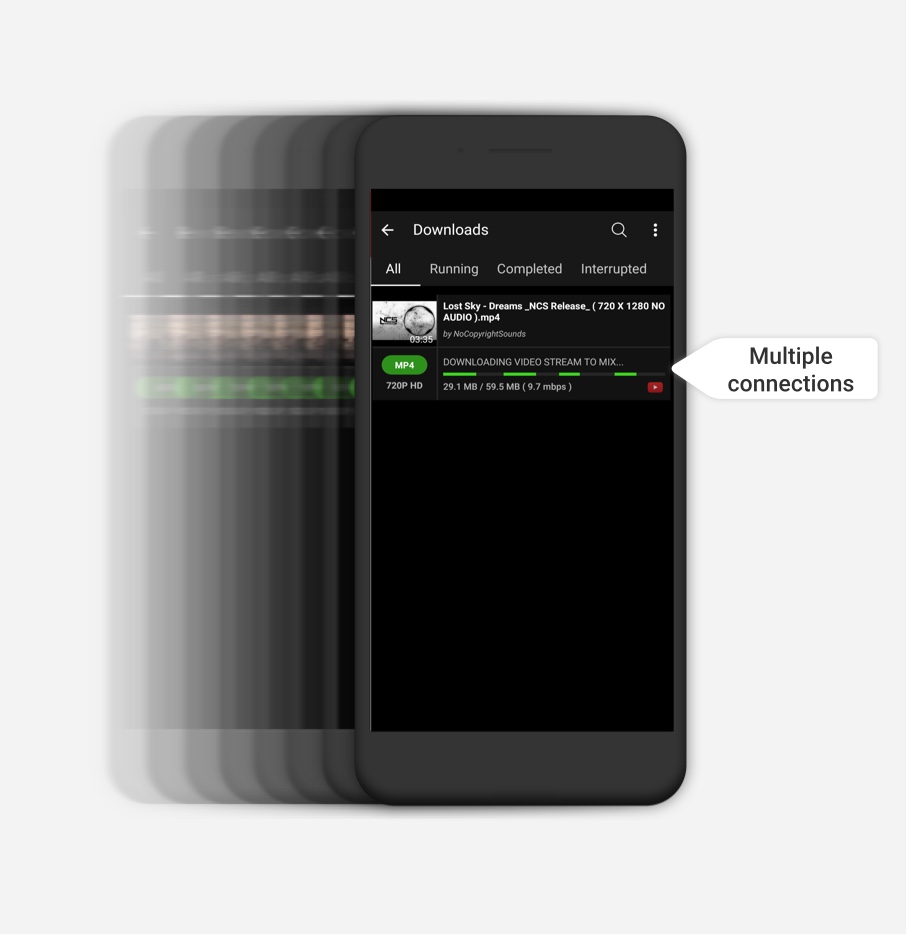 Downloads
All Running Completed Interrupted
Lost Sky - Dreams _NCS Release_ ( 720 X 1280 NO
AUDIO ).mp4
NCS
03:35
by NoCopyrightSounds
MP4
DOWNLOADING VIDEO STREAM TO MIX...
720P HD
29.1 MB / 59.5 MB ( 9.7 mbps )
Multiple
connections